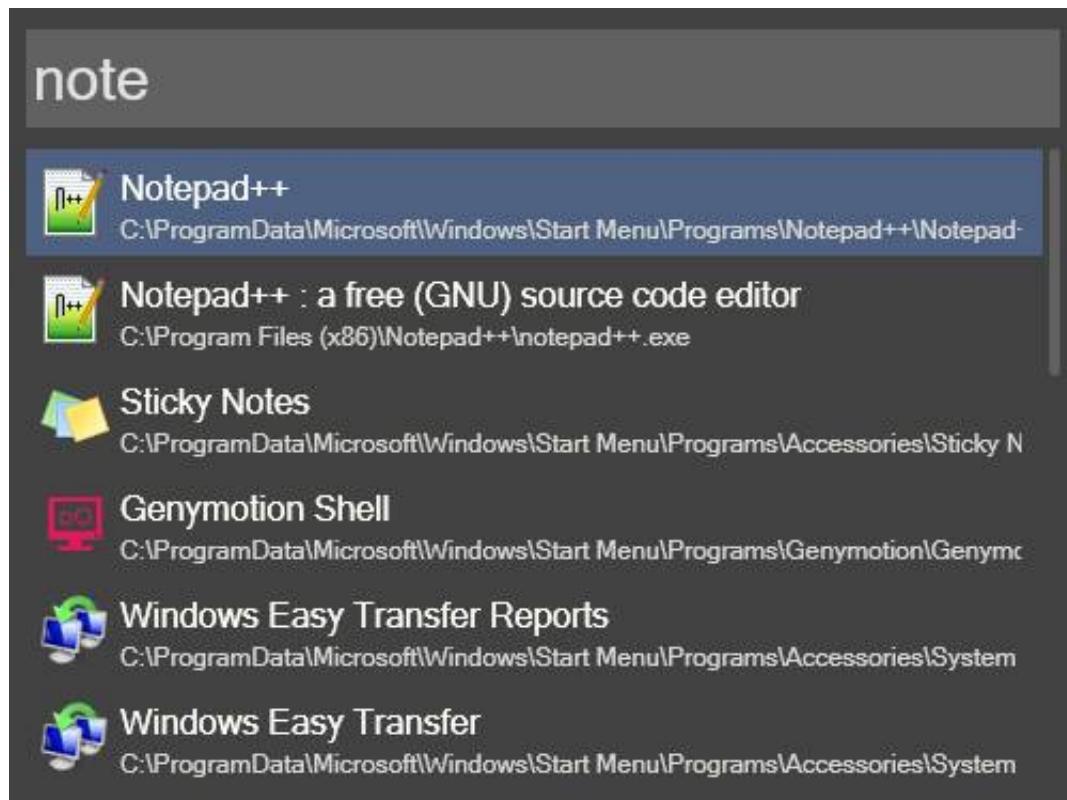 note
Notepad++
C:\ProgramData\Microsoft\Windows\Start Menu\Programs\Notepad++\Notepad-
Notepad++ : a free (GNU) source code editor
C:\Program Files (x86)\Notepad++\notepad++.exe
Sticky Notes
C:\ProgramData\Microsoft\Windows\Start Menu\Programs\Accessories\Sticky N
Genymotion Shell
C:\ProgramData\Microsoft\Windows\Start Menu\Programs\Genymotion\Genymo
Windows Easy Transfer Reports
C:\ProgramData\Microsoft\Windows\Start Menu\Programs\Accessories\System
Windows Easy Transfer
C:\ProgramData\Microsoft\Windows\Start Menu\Programs\Accessories\System